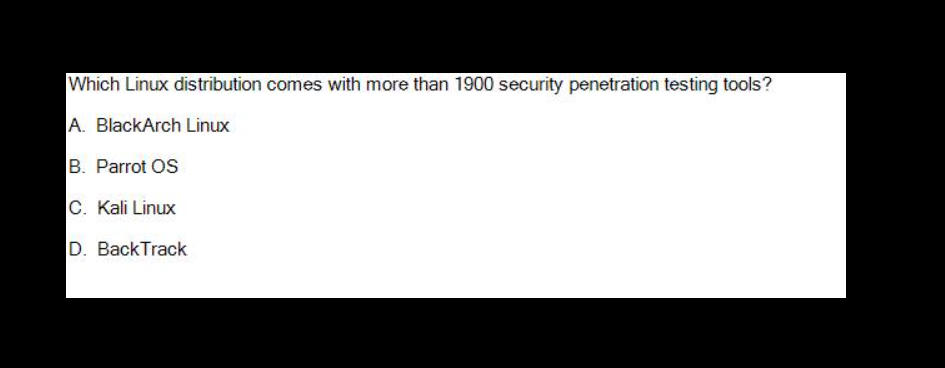 Which Linux distribution comes with more than 1900 security penetration testing tools?
A. BlackArch Linux
B. Parrot OS
C. Kali Linux
D. BackTrack